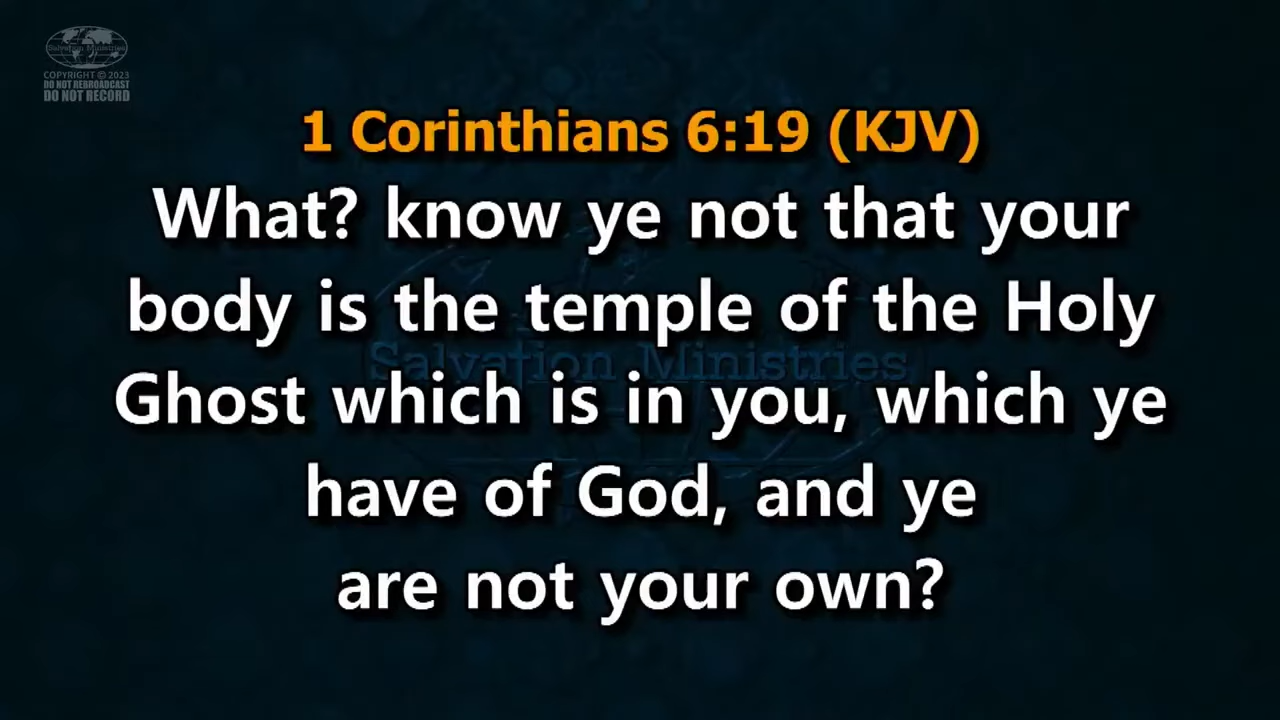 Salvation Ministries
COPYRIGHT © 2023
DO NOT REBROADCAST
DO NOT RECORD
1 Corinthians 6:19 (KJV)
What? know ye not that your
body is the temple of the Holy
Salvation Ministries
Ghost which is in you, which ye
have of God, and ye
are not your own?